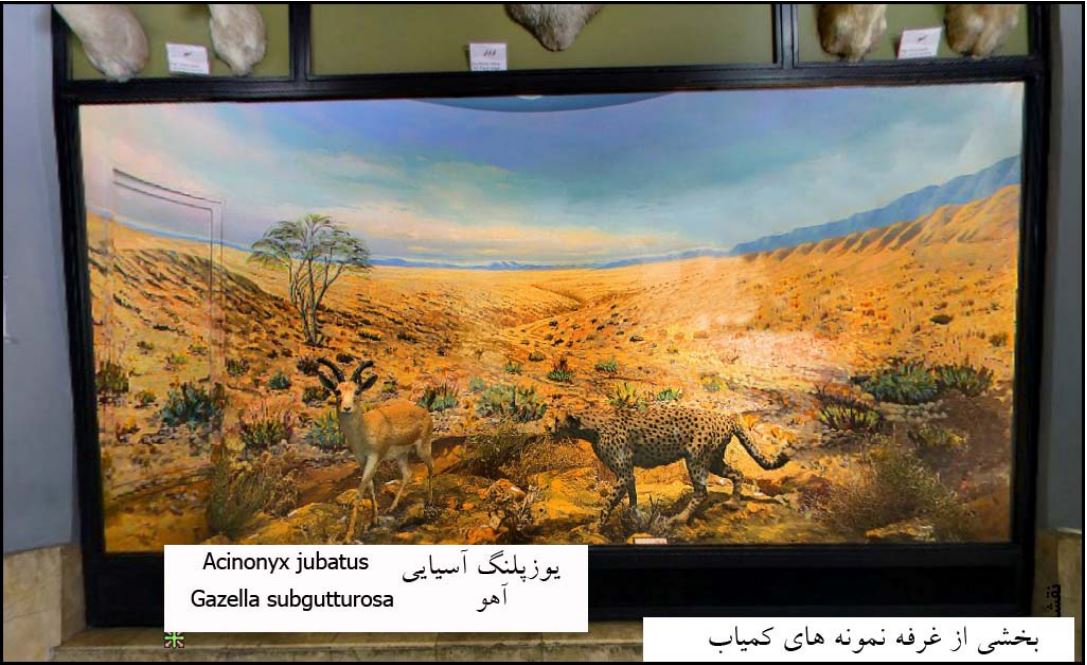 Acinonyx jubatus یوزپلنگ آسیایی
Gazella subgutturosa آهو
بخشی از غرفه نمونه های کمیاب